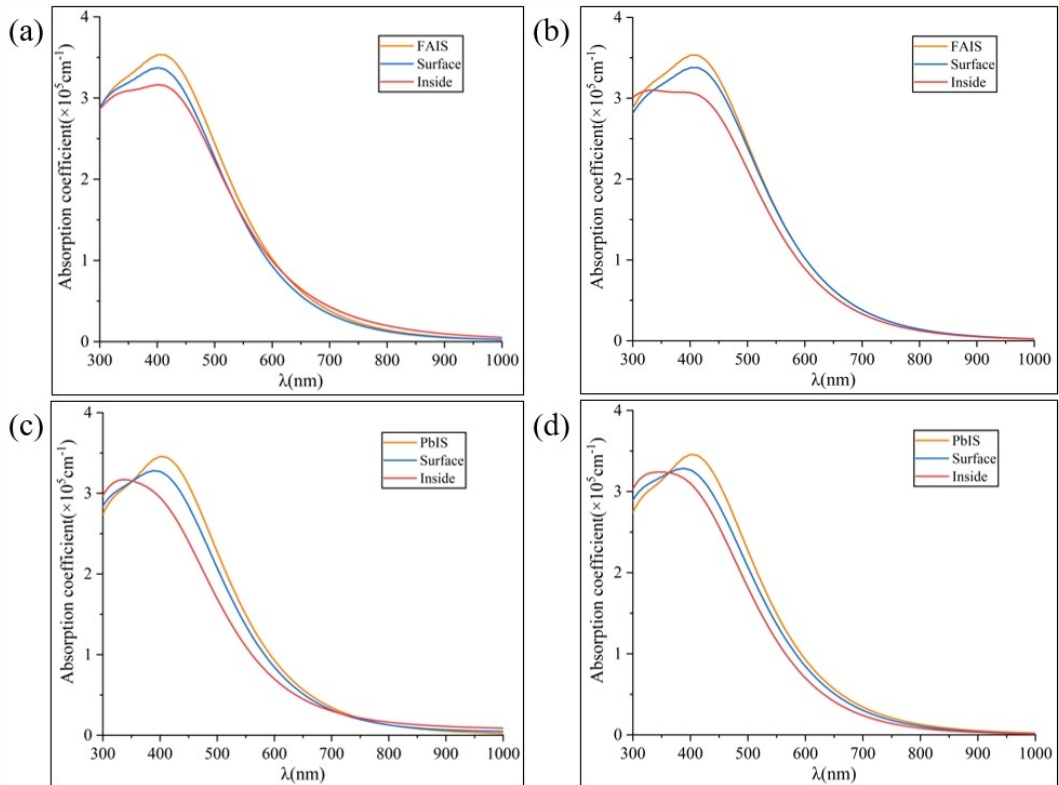 (a)
Absorption coefficient(×10⁵cm⁻¹)
4
3
2
1
0
FAIS
Surface
Inside
300 400 500 600 700 800 900 1000
λ(nm)
(b)
Absorption coefficient(×10⁵cm⁻¹)
4
3
2
1
0
FAIS
Surface
Inside
300 400 500 600 700 800 900 1000
λ(nm)
(c)
Absorption coefficient(×10⁵cm⁻¹)
4
3
2
1
0
PbIS
Surface
Inside
300 400 500 600 700 800 900 1000
λ(nm)
(d)
Absorption coefficient(×10⁵cm⁻¹)
4
3
2
1
0
PbIS
Surface
Inside
300 400 500 600 700 800 900 1000
λ(nm)